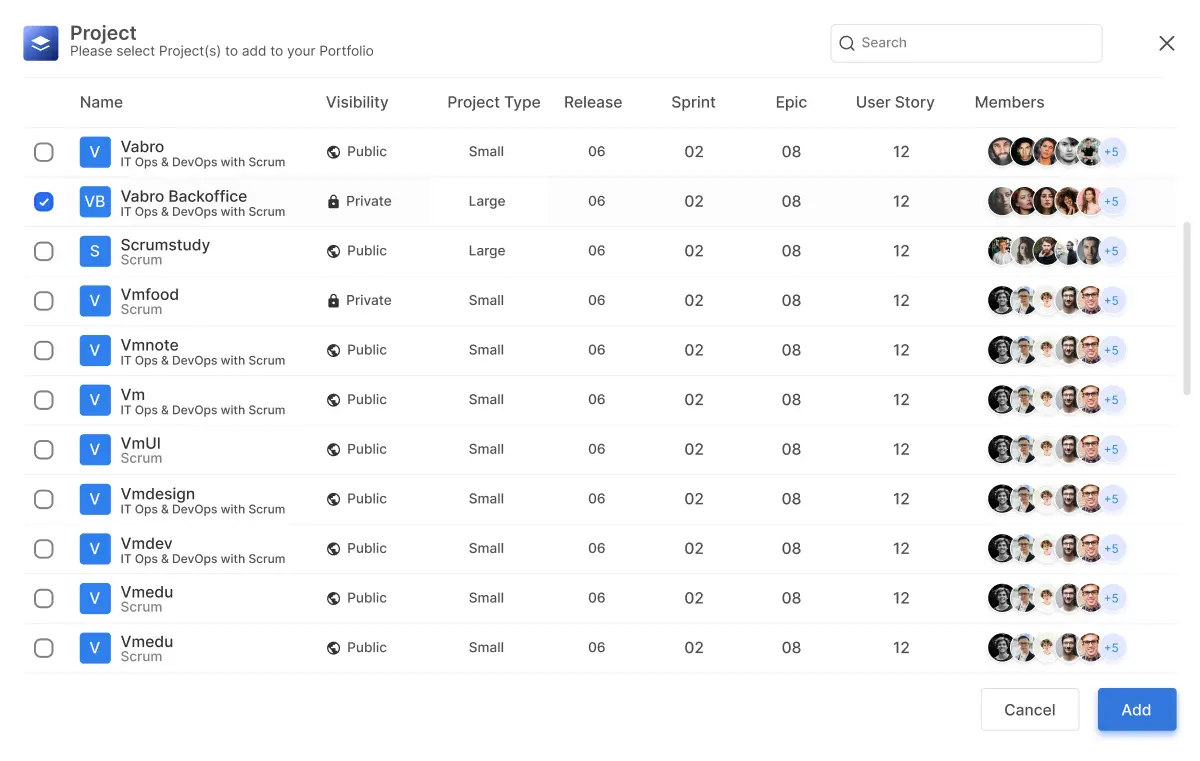 Project
Please select Project(s) to add to your Portfolio
Search
Name Visibility Project Type Release Sprint Epic User Story Members
V Vabro Public Small 06 02 08 12 +5
IT Ops & DevOps with Scrum
VB Vabro Backoffice Private Large 06 02 08 12 +5
IT Ops & DevOps with Scrum
S Scrumstudy Public Large 06 02 08 12 +5
Scrum
V Vmfood Private Small 06 02 08 12 +5
Scrum
V Vmnote Public Small 06 02 08 12 +5
IT Ops & DevOps with Scrum
V Vm Public Small 06 02 08 12 +5
IT Ops & DevOps with Scrum
V VmUI Public Small 06 02 08 12 +5
Scrum
V Vmdesign Public Small 06 02 08 12 +5
IT Ops & DevOps with Scrum
V Vmdev Public Small 06 02 08 12 +5
IT Ops & DevOps with Scrum
V Vmedu Public Small 06 02 08 12 +5
Scrum
V Vmedu Public Small 06 02 08 12 +5
Scrum
Cancel Add